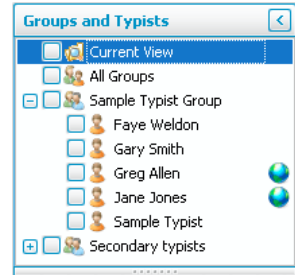 Groups and Typists
Current View
All Groups
Sample Typist Group
Faye Weldon
Gary Smith
Greg Allen
Jane Jones
Sample Typist
Secondary typists